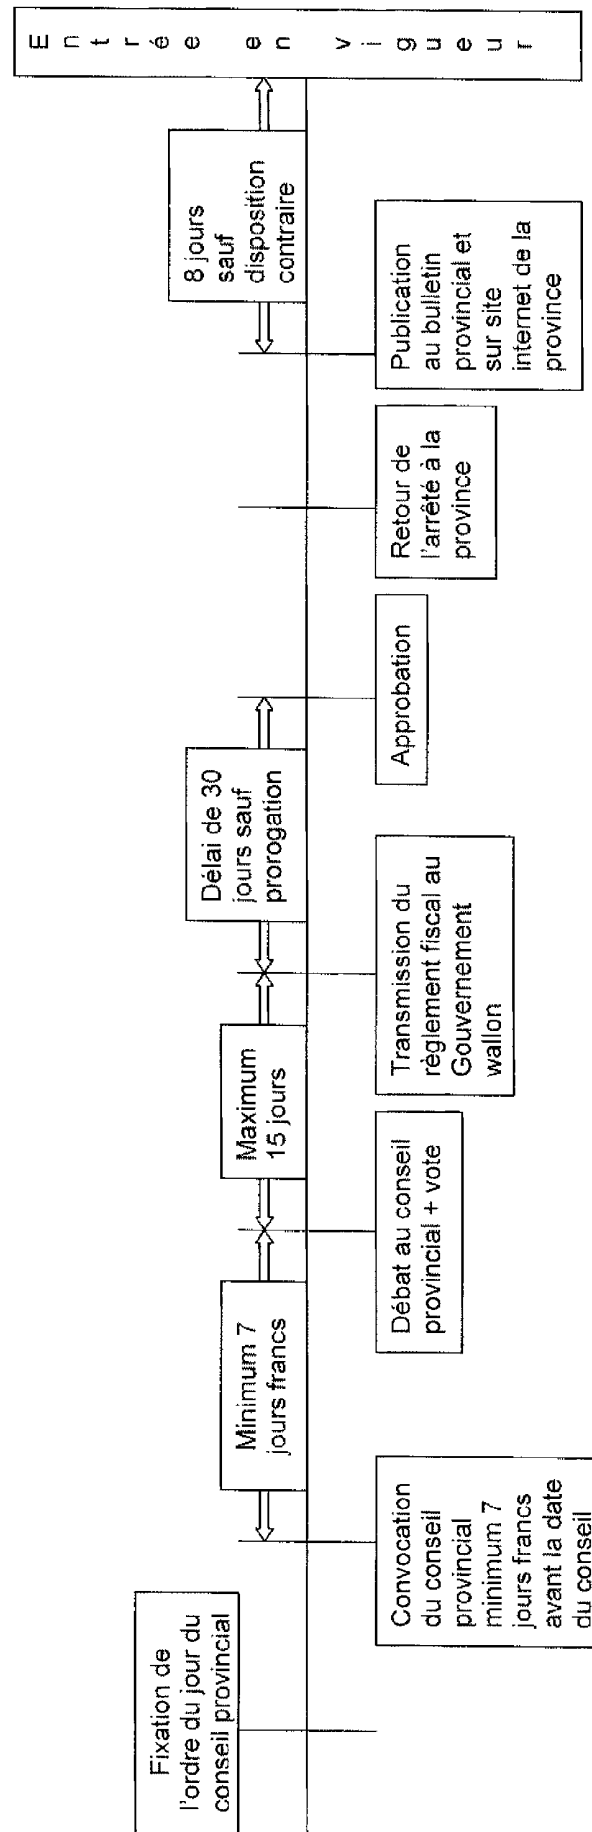 Fixation de
l'ordre du jour du
conseil provincial
Convocation
du conseil
provincial
minimum 7
jours francs
avant la date
du conseil
Minimum 7
jours francs
Débat au conseil
provincial + vote
Maximum
15 jours
Transmission du
règlement fiscal au
Gouvernement
wallon
Délai de 30
jours sauf
prorogation
Approbation
Retour de
l'arrêté à la
province
Publication
au bulletin
provincial et
sur site
internet de la
province
8 jours
sauf
disposition
contraire
Entrée en vigueur